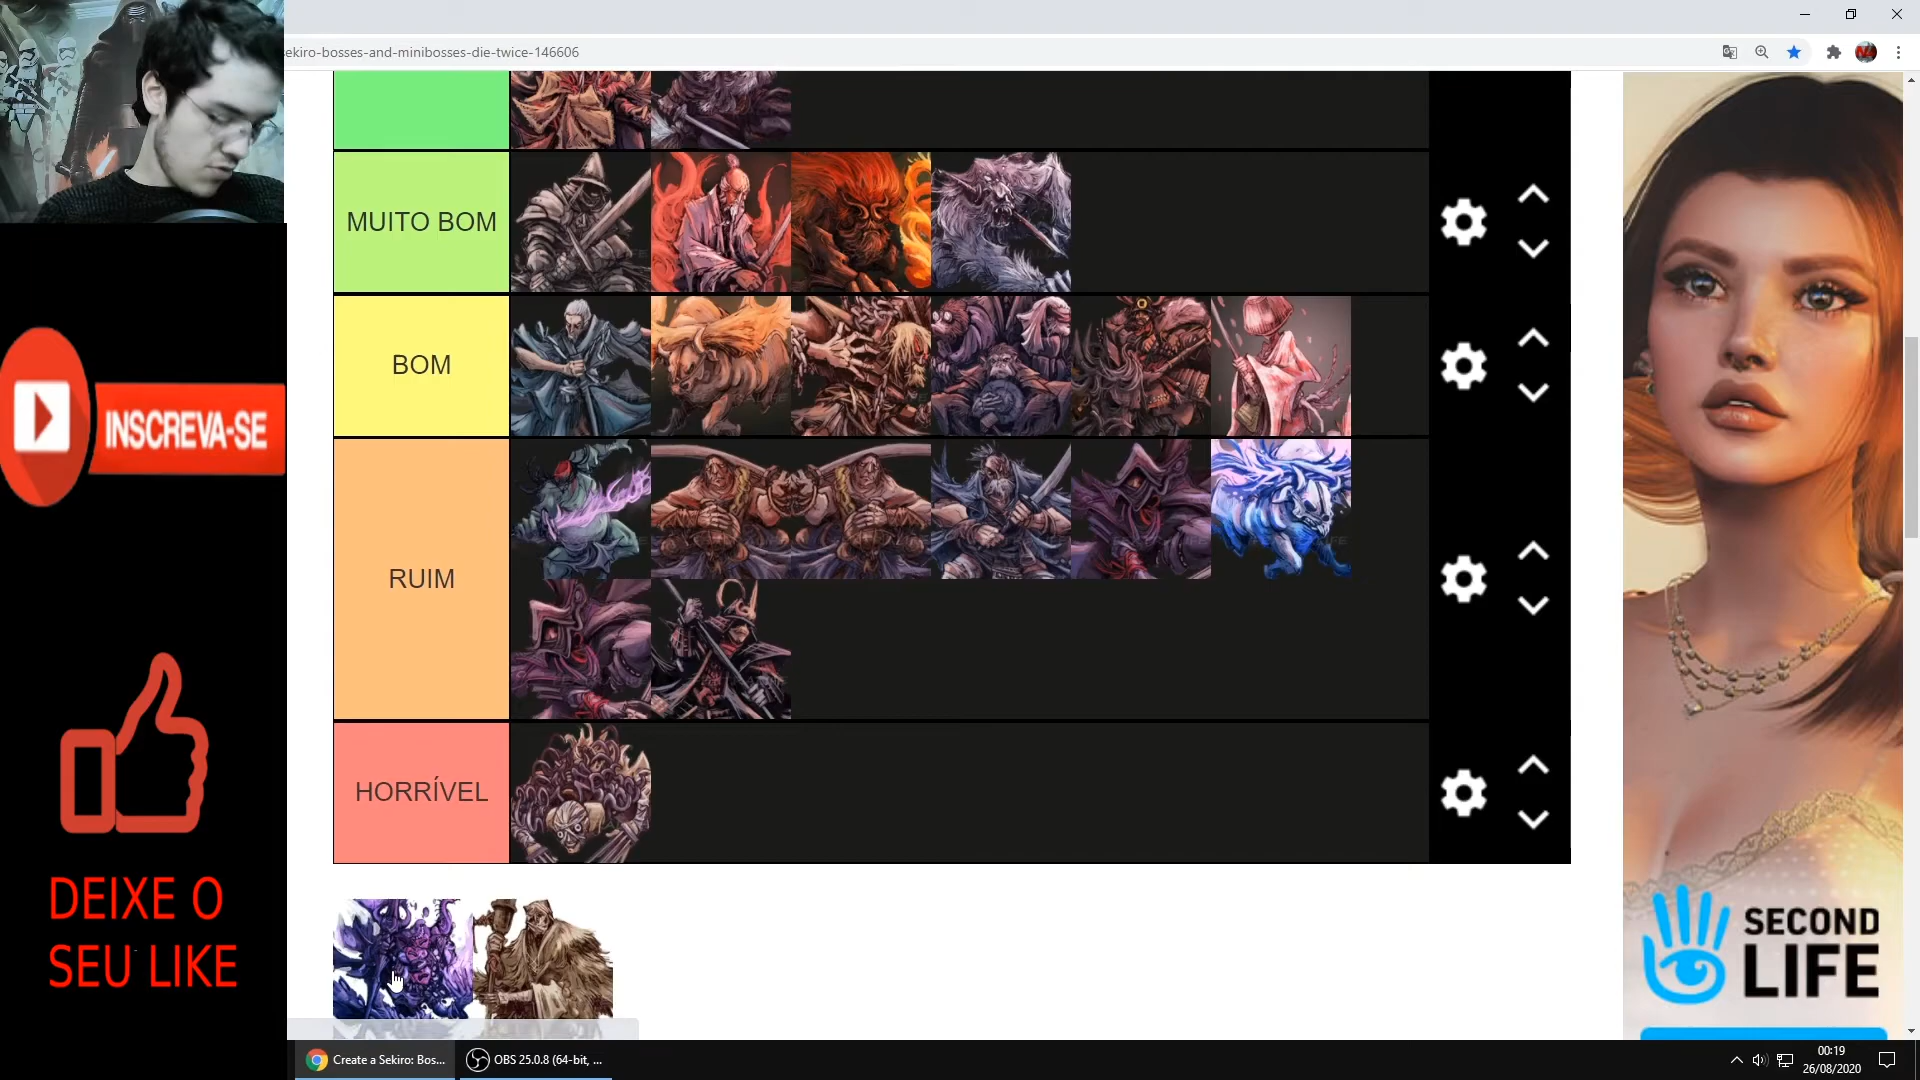 sekiro-bosses-and-minibosses-die-twice-146606
MUITO BOM
BOM
RUIM
HORRÍVEL
INSCREVA-SE
DEIXE O
SEU LIKE
SECOND
LIFE
Create a Sekiro: Bos...
OBS 25.0.8 (64-bit, ...
00:19
26/08/2020